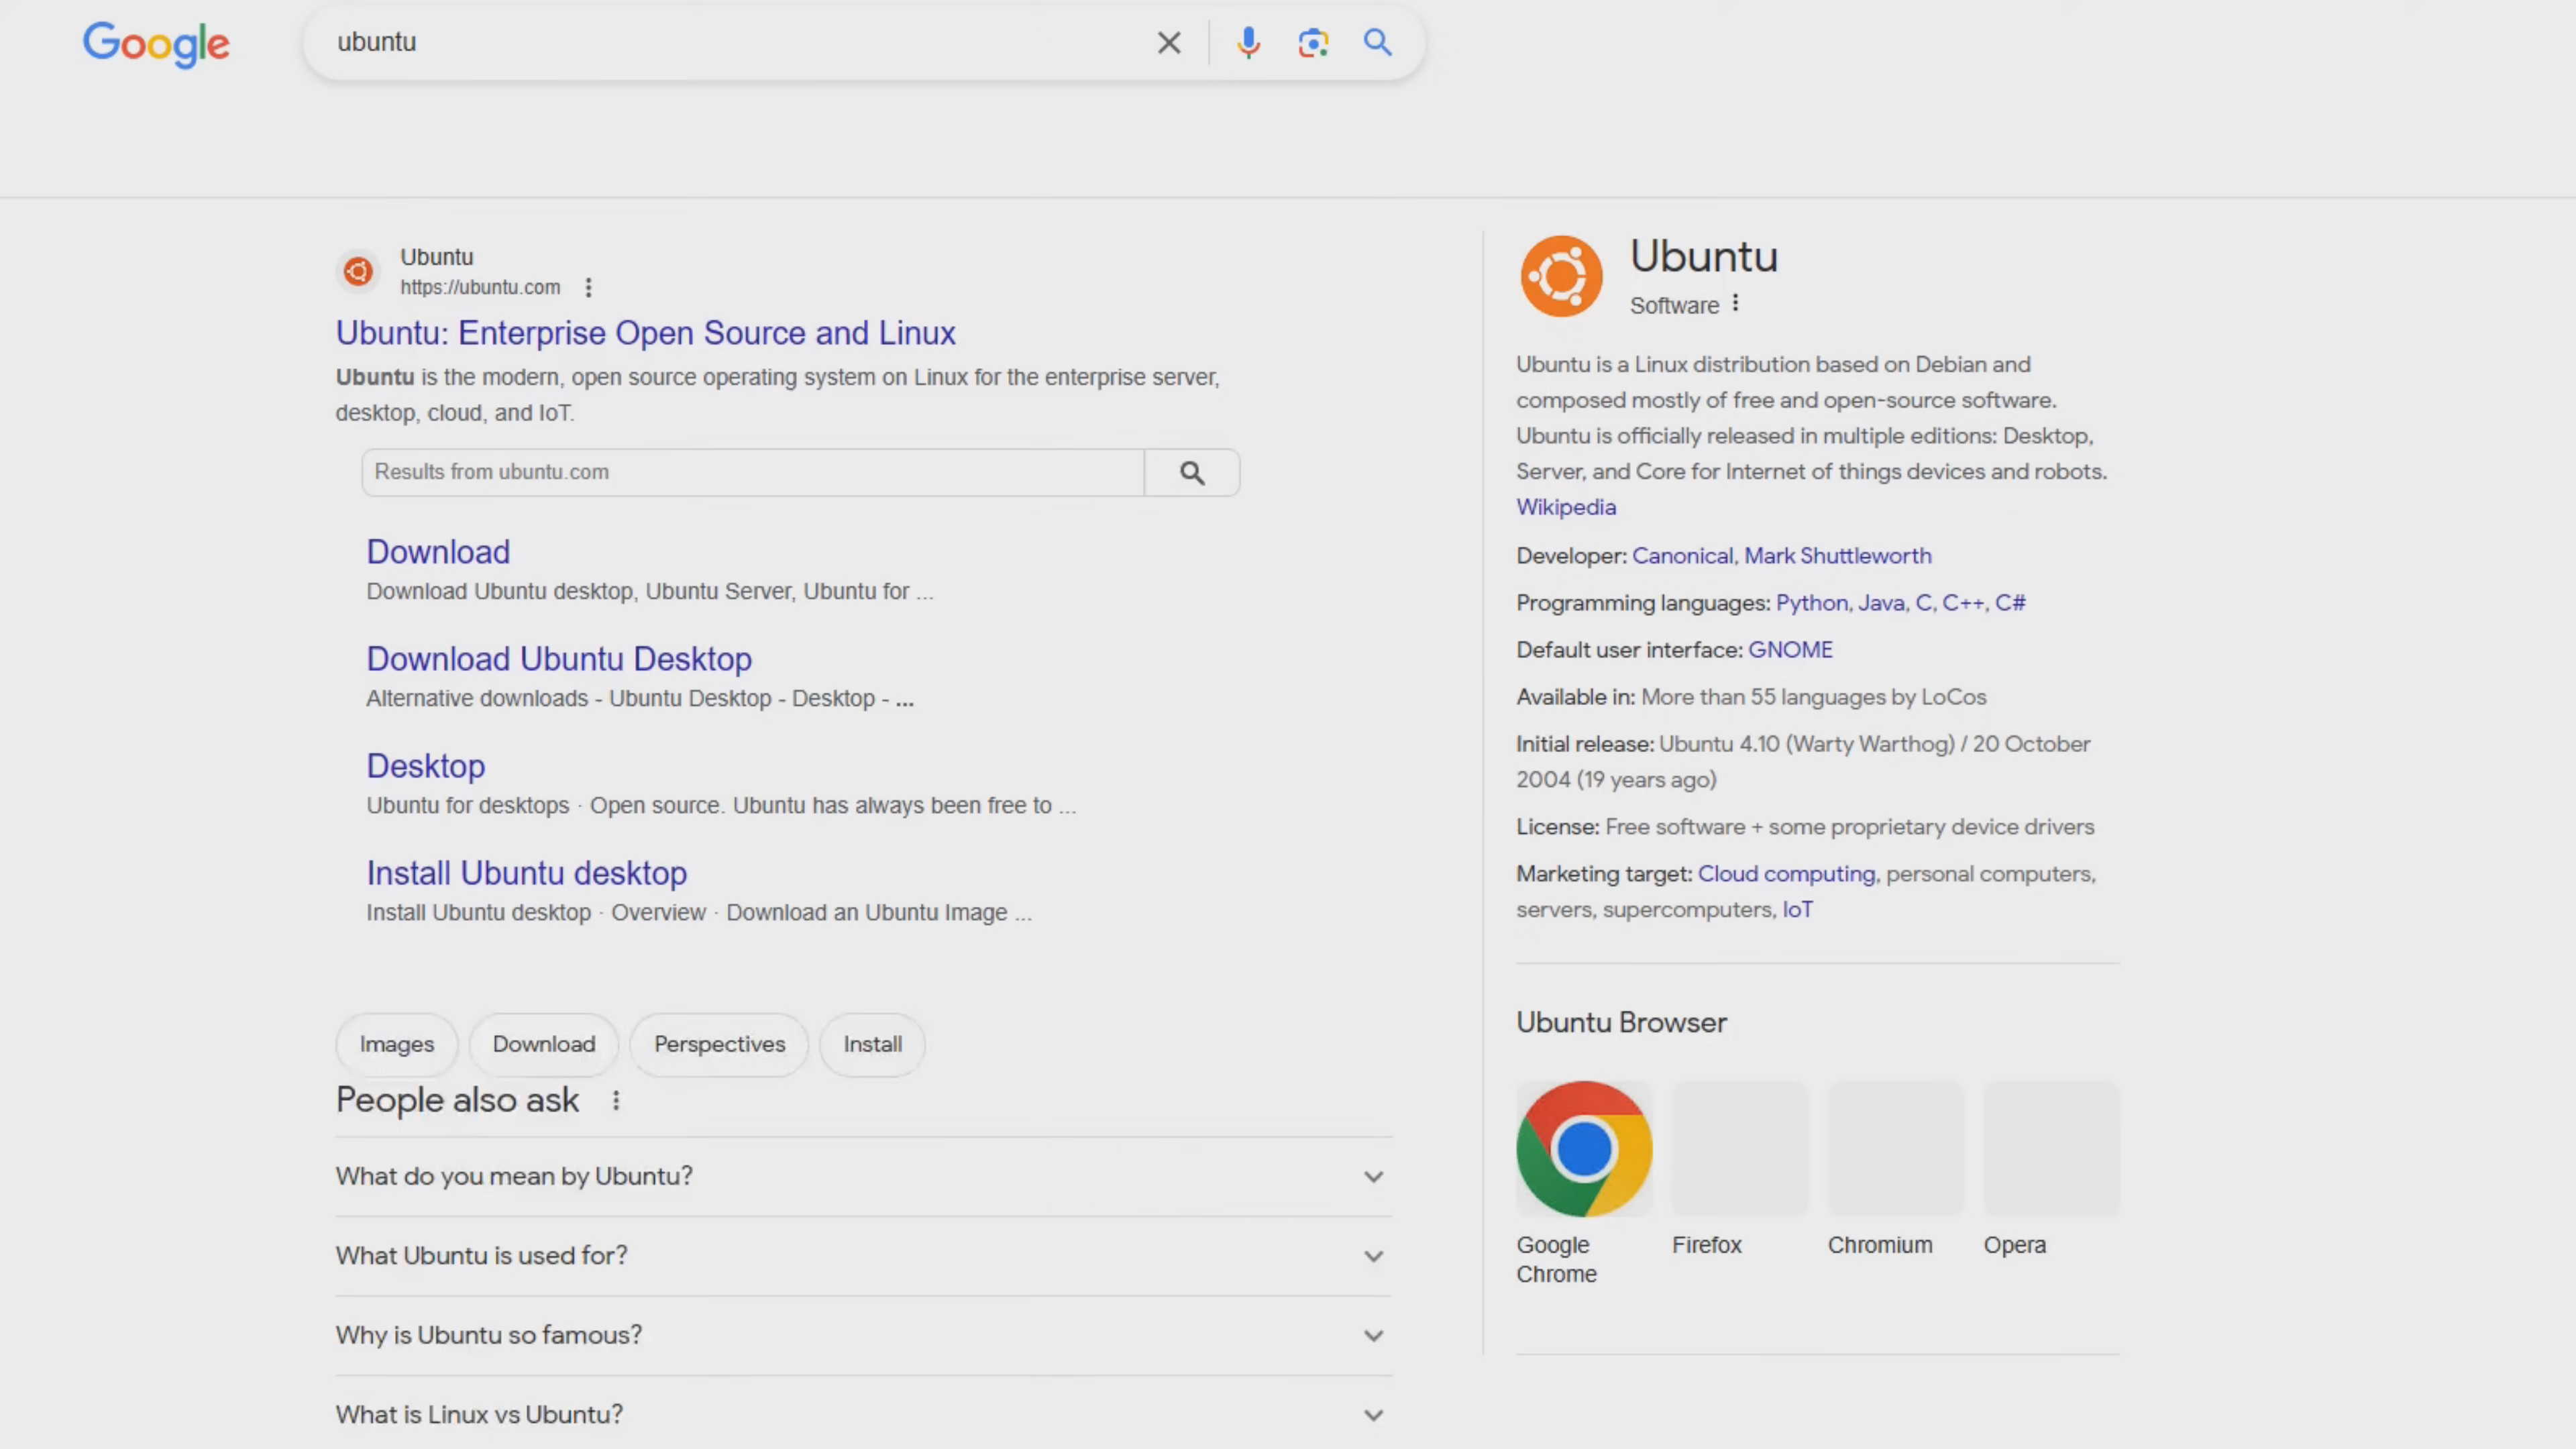 Google
ubuntu
Ubuntu
https://ubuntu.com
Ubuntu: Enterprise Open Source and Linux
Ubuntu is the modern, open source operating system on Linux for the enterprise server,
desktop, cloud, and IoT.
Results from ubuntu.com
Download
Download Ubuntu desktop, Ubuntu Server, Ubuntu for ...
Download Ubuntu Desktop
Alternative downloads - Ubuntu Desktop - Desktop - ...
Desktop
Ubuntu for desktops · Open source. Ubuntu has always been free to ...
Install Ubuntu desktop
Install Ubuntu desktop · Overview · Download an Ubuntu Image ...
Images
Download
Perspectives
Install
People also ask
What do you mean by Ubuntu?
What Ubuntu is used for?
Why is Ubuntu so famous?
What is Linux vs Ubuntu?
Ubuntu
Software
Ubuntu is a Linux distribution based on Debian and
composed mostly of free and open-source software.
Ubuntu is officially released in multiple editions: Desktop,
Server, and Core for Internet of things devices and robots.
Wikipedia
Developer: Canonical, Mark Shuttleworth
Programming languages: Python, Java, C, C++, C#
Default user interface: GNOME
Available in: More than 55 languages by LoCos
Initial release: Ubuntu 4.10 (Warty Warthog) / 20 October
2004 (19 years ago)
License: Free software + some proprietary device drivers
Marketing target: Cloud computing, personal computers,
servers, supercomputers, IoT
Ubuntu Browser
Google
Chrome
Firefox
Chromium
Opera